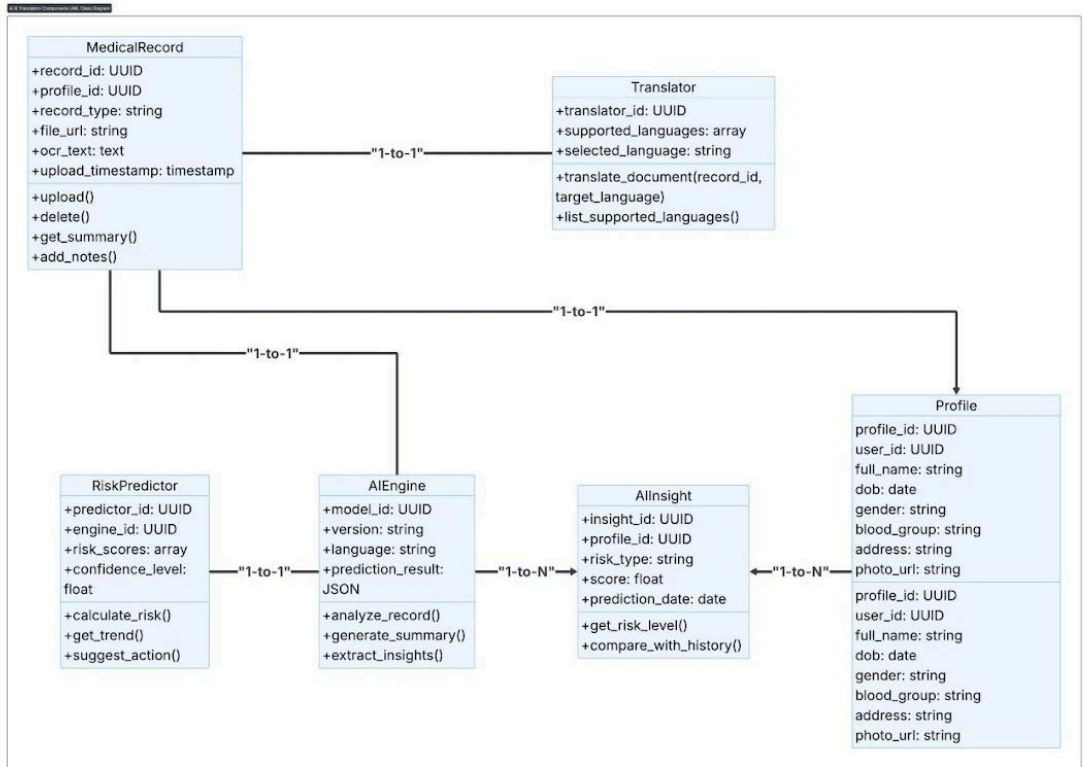 AI & Translation Components UML Class Diagram
MedicalRecord
+record_id: UUID
+profile_id: UUID
+record_type: string
+file_url: string
+ocr_text: text
+upload_timestamp: timestamp
+upload()
+delete()
+get_summary()
+add_notes()
"1-to-1"
Translator
+translator_id: UUID
+supported_languages: array
+selected_language: string
+translate_document(record_id,
target_language)
+list_supported_languages()
"1-to-1"
"1-to-1"
RiskPredictor
+predictor_id: UUID
+engine_id: UUID
+risk_scores: array
+confidence_level:
float
+calculate_risk()
+get_trend()
+suggest_action()
"1-to-1"
AIEngine
+model_id: UUID
+version: string
+language: string
+prediction_result:
JSON
+analyze_record()
+generate_summary()
+extract_insights()
"1-to-N"
AIInsight
+insight_id: UUID
+profile_id: UUID
+risk_type: string
+score: float
+prediction_date: date
+get_risk_level()
+compare_with_history()
"1-to-N"
Profile
profile_id: UUID
user_id: UUID
full_name: string
dob: date
gender: string
blood_group: string
address: string
photo_url: string
profile_id: UUID
user_id: UUID
full_name: string
dob: date
gender: string
blood_group: string
address: string
photo_url: string